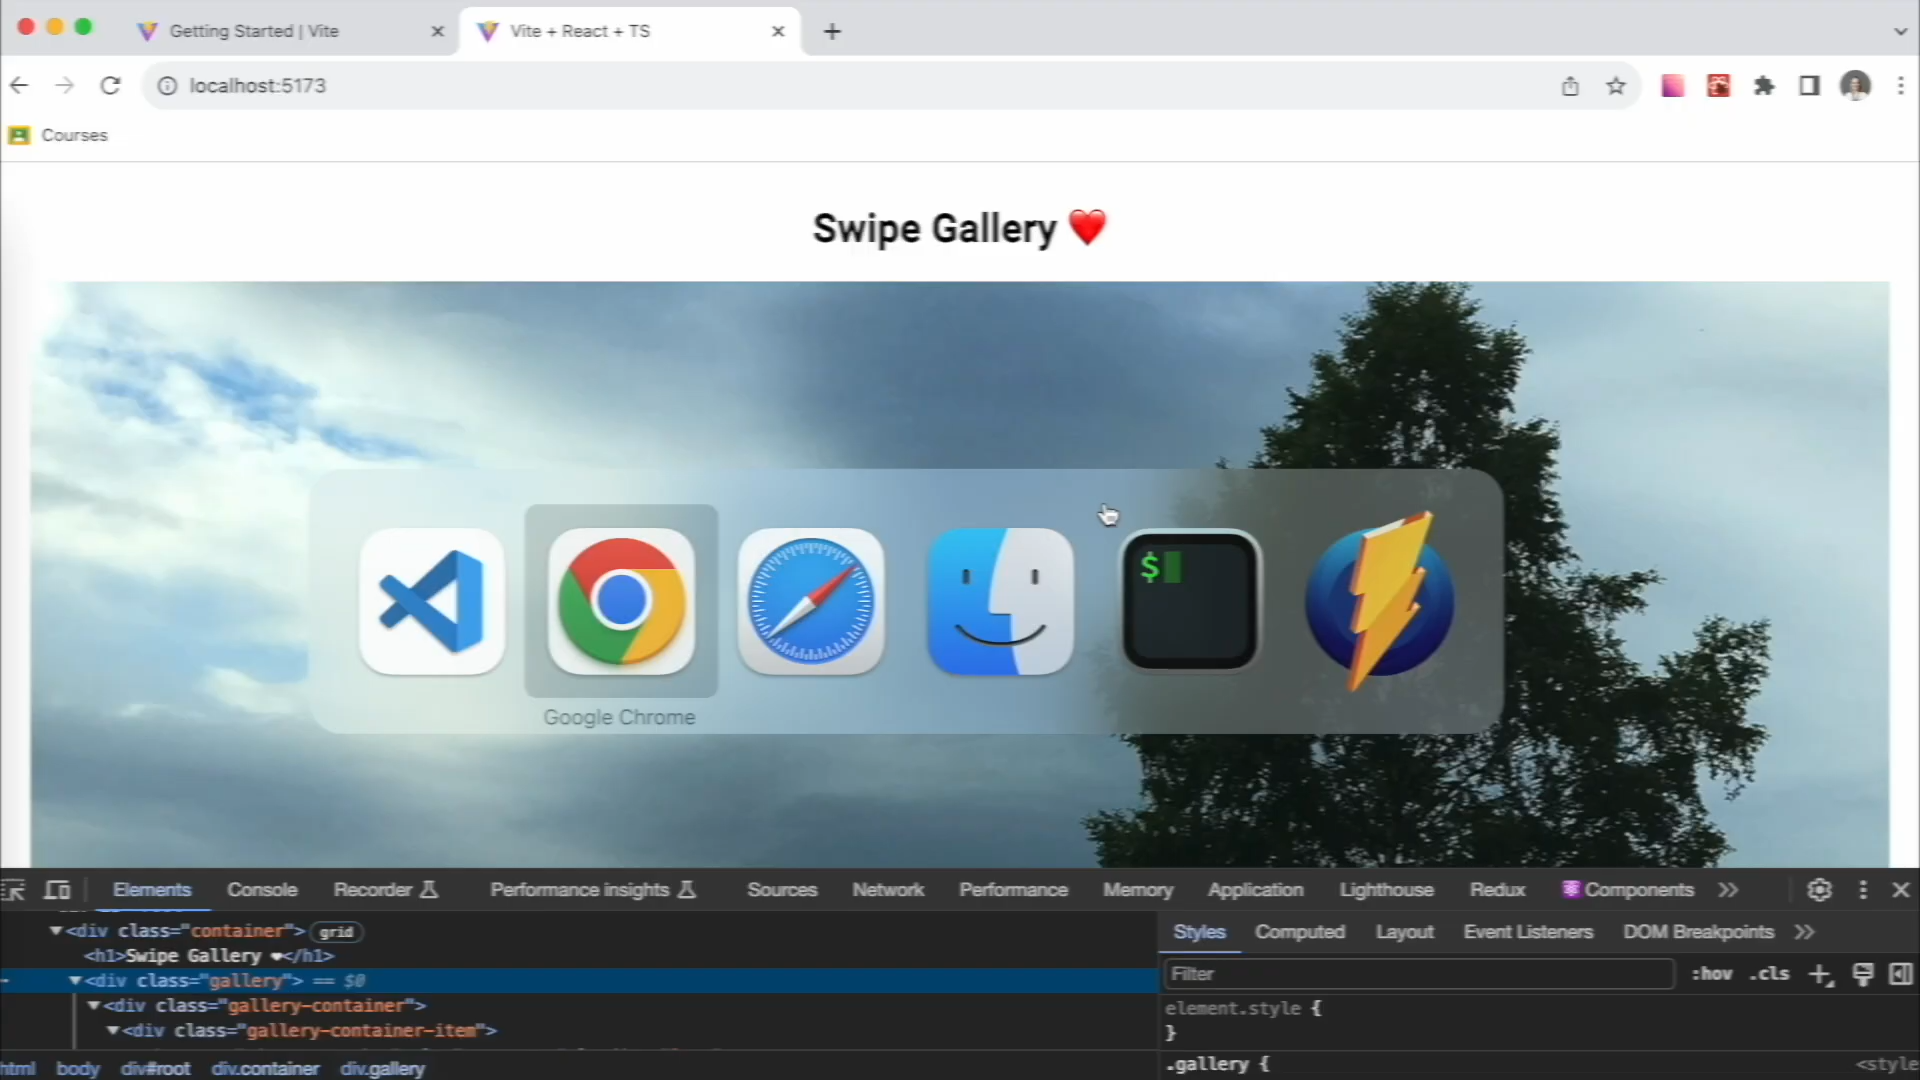 Getting Started | Vite
Vite + React + TS
localhost:5173
Courses
Swipe Gallery ❤️
$
Google Chrome
Elements Console Recorder Performance insights Sources Network Performance Memory Application Lighthouse Redux Components
▼<div class="container"> grid
<h1>Swipe Gallery ❤</h1>
▼<div class="gallery"> == $0
▼<div class="gallery-container">
▼<div class="gallery-container-item">
html body div#root div.container div.gallery
Styles Computed Layout Event Listeners DOM Breakpoints
Filter :hov .cls
element.style {
}
.gallery { <style